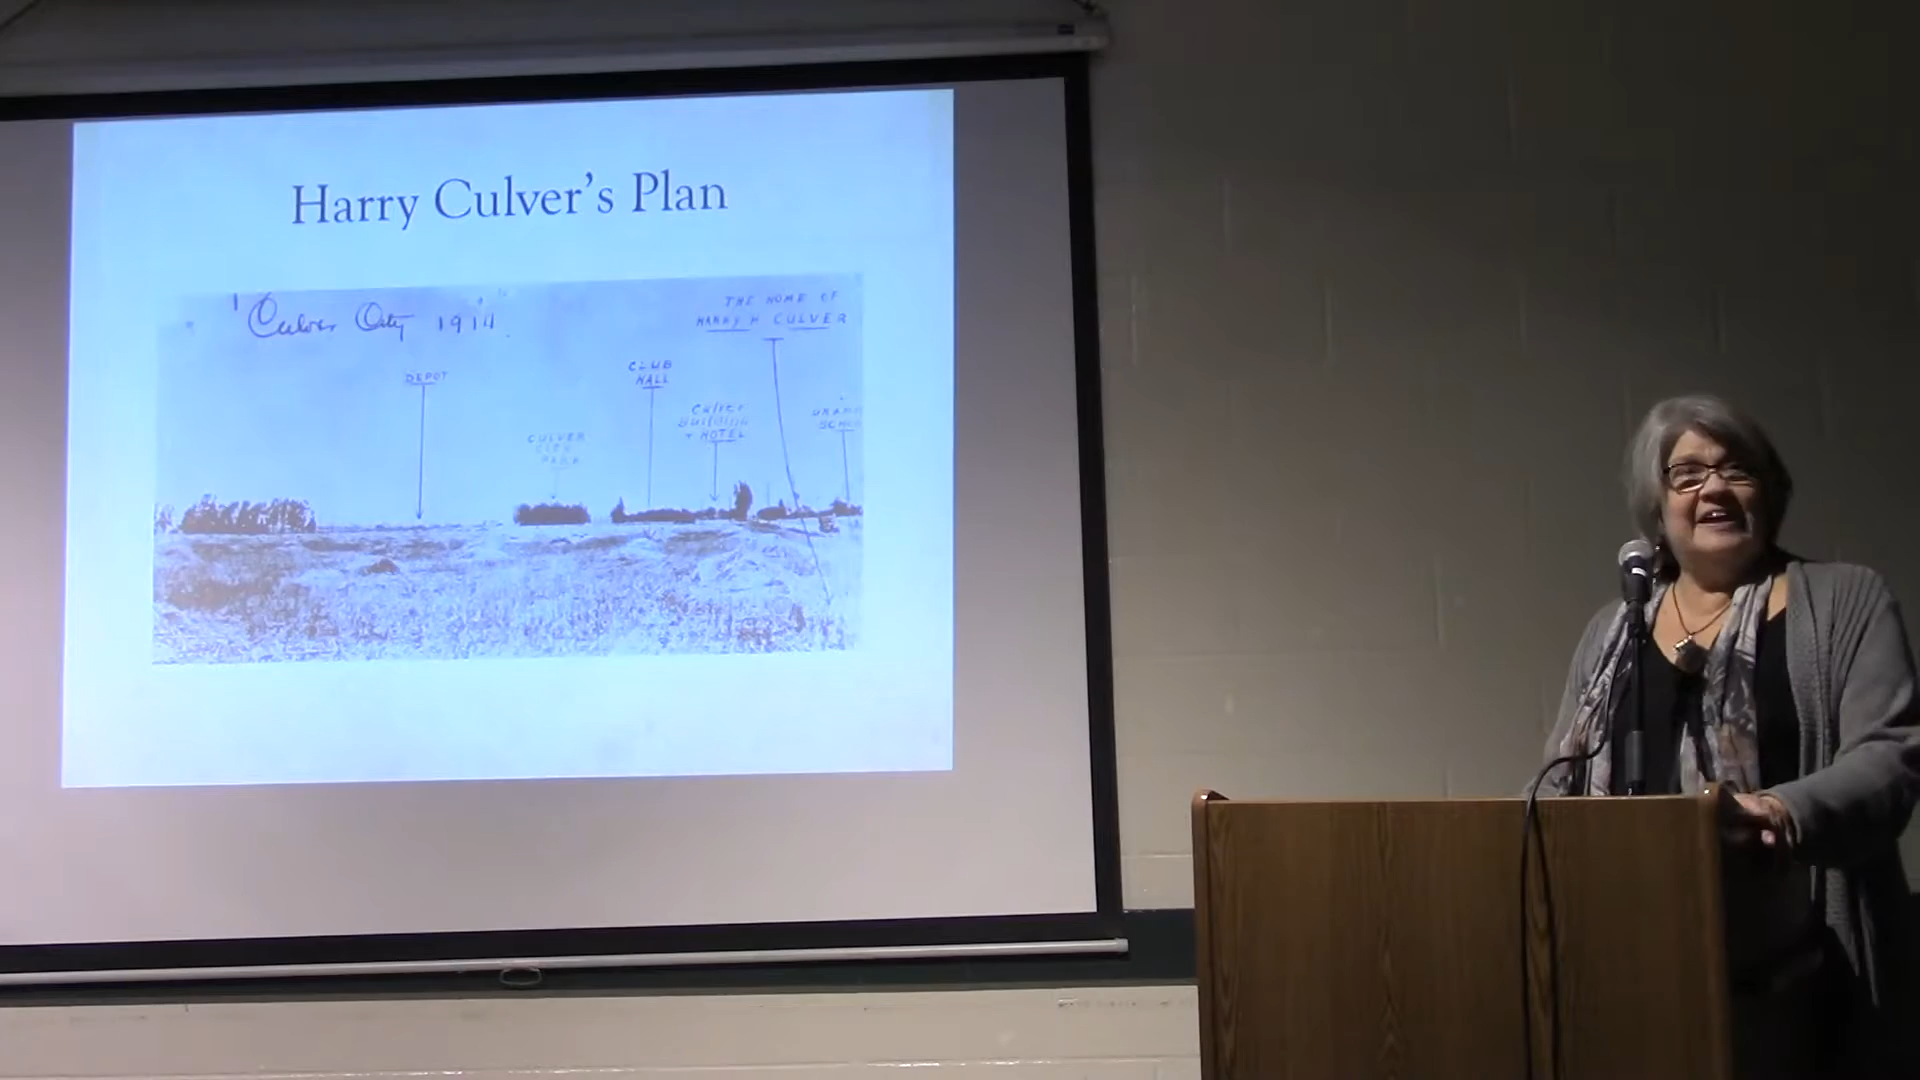 Harry Culver's Plan
"Culver City 1914"
THE HOME OF
HARRY H CULVER
DEPOT
CLUB
HALL
CULVER
BUILDING
+ HOTEL
CULVER
CITY
PARK